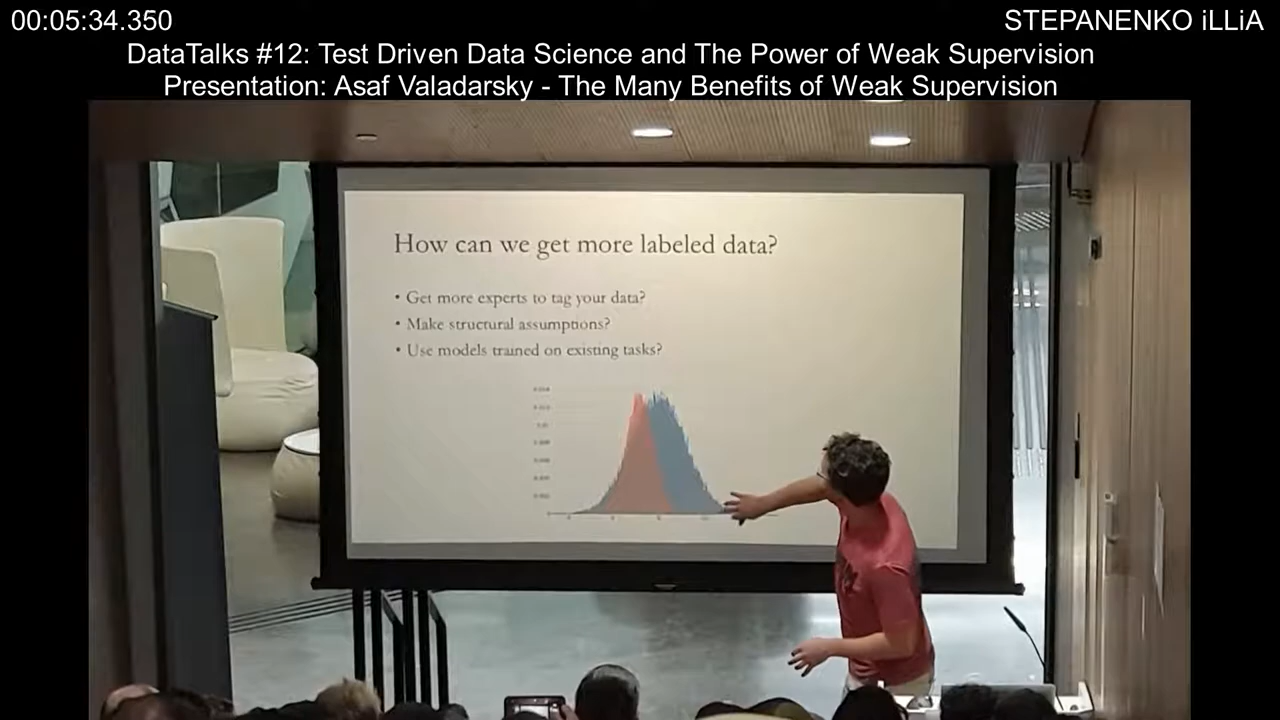 00:05:34.350
STEPANENKO iLLiA
DataTalks #12: Test Driven Data Science and The Power of Weak Supervision
Presentation: Asaf Valadarsky - The Many Benefits of Weak Supervision
How can we get more labeled data?
• Get more experts to tag your data?
• Make structural assumptions?
• Use models trained on existing tasks?